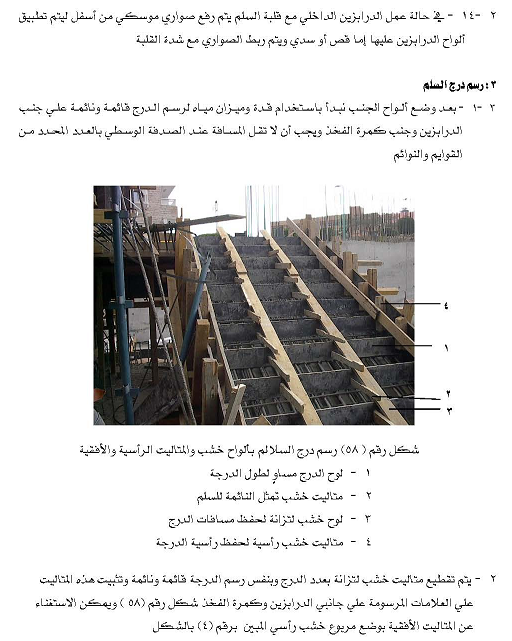 ٢ -١٤ - في حالة عمل الدرابزين الداخلي مع قلبة السلم يتم رفع صواري موسكي من أسفل ليتم تطبيق
ألواح الدرابزين عليها إما قص أو سدي ويتم ربط الصواري مع شدة القلبة
٣ : رسم درج السلم
٣ -١ - بعد وضع ألواح الجنب نبدأ باستخدام قدة وميزان مياه لرسم الدرج قائمة ونائمة علي جنب
الدرابزين وجنب كمرة الفخذ ويجب أن لا تقل المسافة عند الصدفة الوسطي بالعدد المحدد من
القوايم والنوائم
٤
١
٢
٣
شكل رقم ( ٥٨) رسم درج السلالم بألواح خشب والمتاليت الرأسية والأفقية
١ - لوح الدرج مساوٍ لطول الدرجة
٢ - متاليت خشب تمثل النائمة للسلم
٣ - لوح خشب لتزانة لحفظ مسافات الدرج
٤ - متاليت خشب رأسية لحفظ رأسية الدرجة
٢ - يتم تقطيع متاليت خشب لتزانة بعدد الدرج وبنفس رسم الدرجة قائمة ونائمة وتثبيت هذه المتاليت
علي العلامات المرسومة علي جانبي الدرابزين وكمرة الفخذ شكل رقم (٥٨ ) ويمكن الاستغناء
عن المتاليت الأفقية بوضع مربوع خشب رأسي المبين برقم (٤) بالشكل